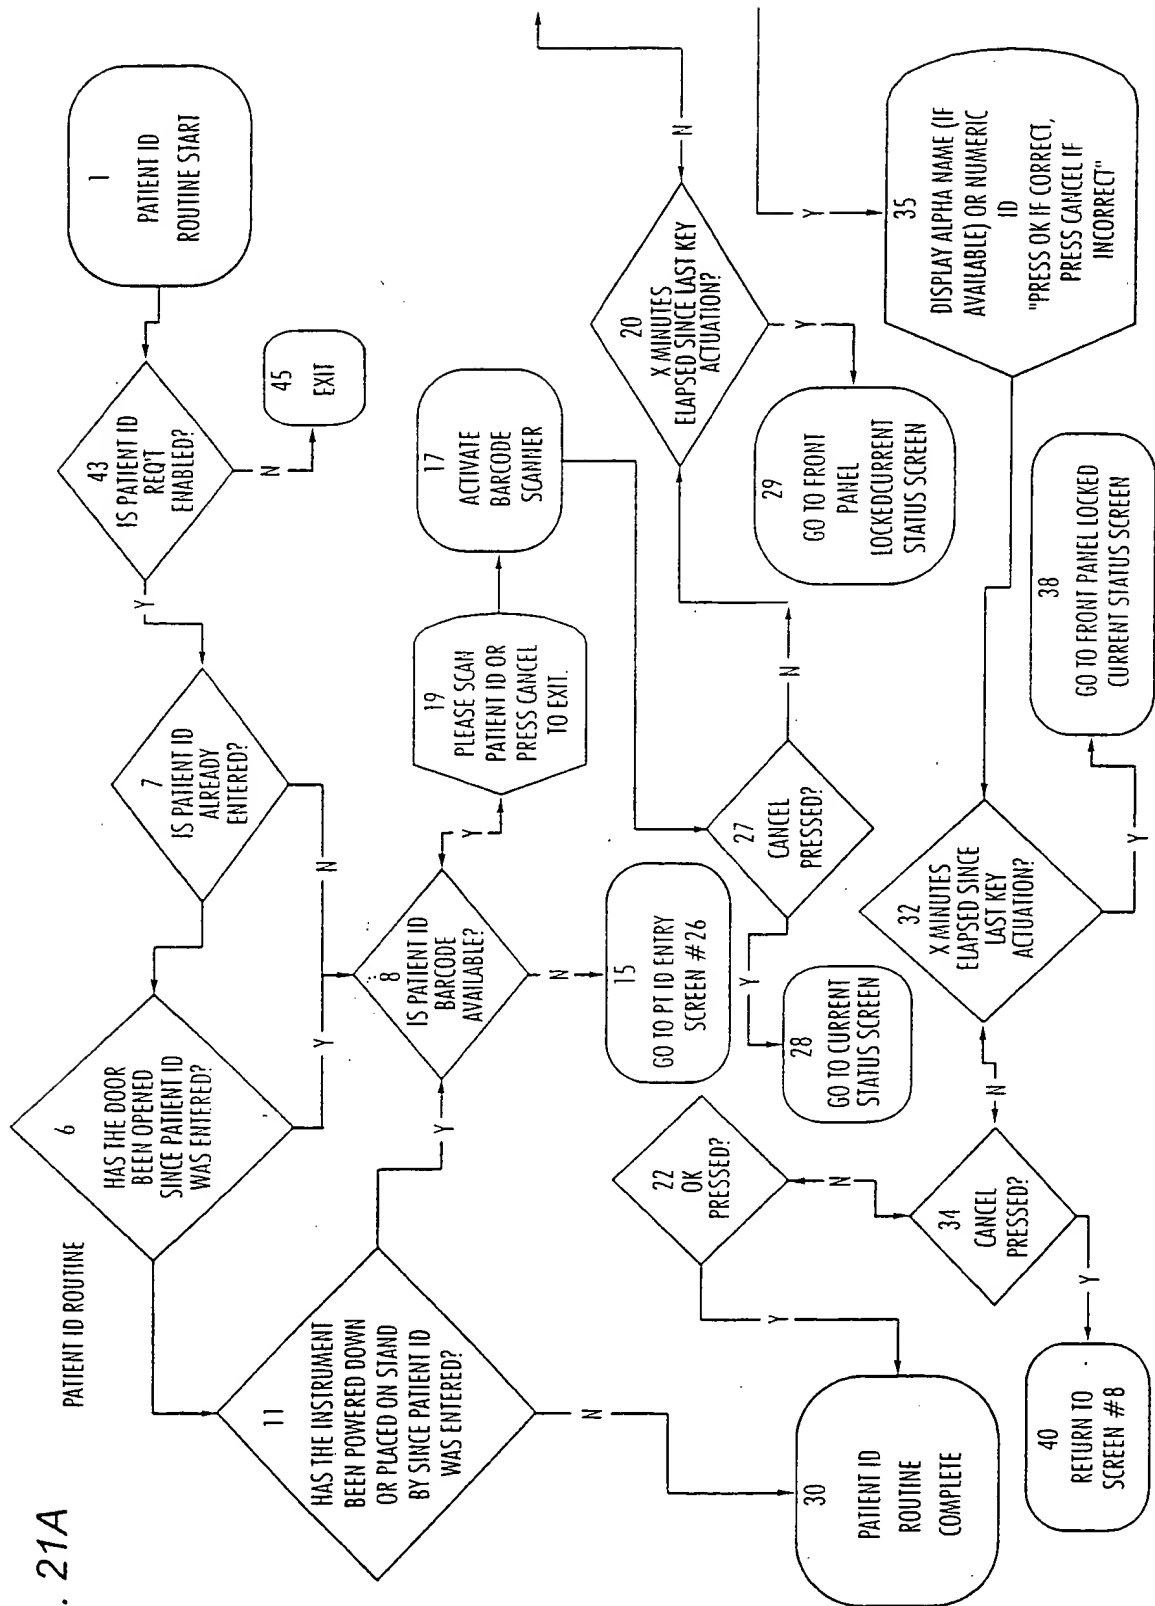 . 21A
PATIENT ID ROUTINE
1
PATIENT ID
ROUTINE START
43
IS PATIENT ID
REQ'T
ENABLED?
N
45
EXIT
Y
7
IS PATIENT ID
ALREADY
ENTERED?
N
6
HAS THE DOOR
BEEN OPENED
SINCE PATIENT ID
WAS ENTERED?
Y
11
HAS THE INSTRUMENT
BEEN POWERED DOWN
OR PLACED ON STAND
BY SINCE PATIENT ID
WAS ENTERED?
Y
N
8
IS PATIENT ID
BARCODE
AVAILABLE?
Y
N
15
GO TO PT ID ENTRY
SCREEN #26
19
PLEASE SCAN
PATIENT ID OR
PRESS CANCEL
TO EXIT.
17
ACTIVATE
BARCODE
SCANNER
27
CANCEL
PRESSED?
Y
N
28
GO TO CURRENT
STATUS SCREEN
20
X MINUTES
ELAPSED SINCE LAST KEY
ACTUATION?
N
Y
29
GO TO FRONT
PANEL
LOCKEDCURRENT
STATUS SCREEN
Y
35
DISPLAY ALPHA NAME (IF
AVAILABLE) OR NUMERIC
ID
"PRESS OK IF CORRECT,
PRESS CANCEL IF
INCORRECT"
32
X MINUTES
ELAPSED SINCE
LAST KEY
ACTUATION?
Y
38
GO TO FRONT PANEL LOCKED
CURRENT STATUS SCREEN
N
34
CANCEL
PRESSED?
Y
40
RETURN TO
SCREEN #8
N
22
OK
PRESSED?
Y
30
PATIENT ID
ROUTINE
COMPLETE